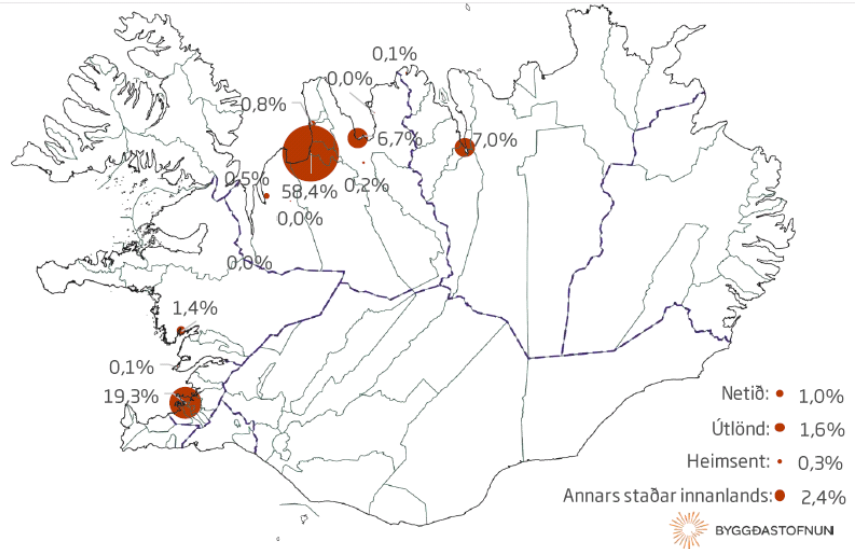 0,1%
0,0%
0,8%
6,7%
7,0%
0,5%
58,4%
0,2%
0,0%
0,0%
1,4%
0,1%
19,3%
Netið: 1,0%
Útlönd: 1,6%
Heimsent: 0,3%
Annars staðar innanlands: 2,4%
BYGGÐASTOFNUN